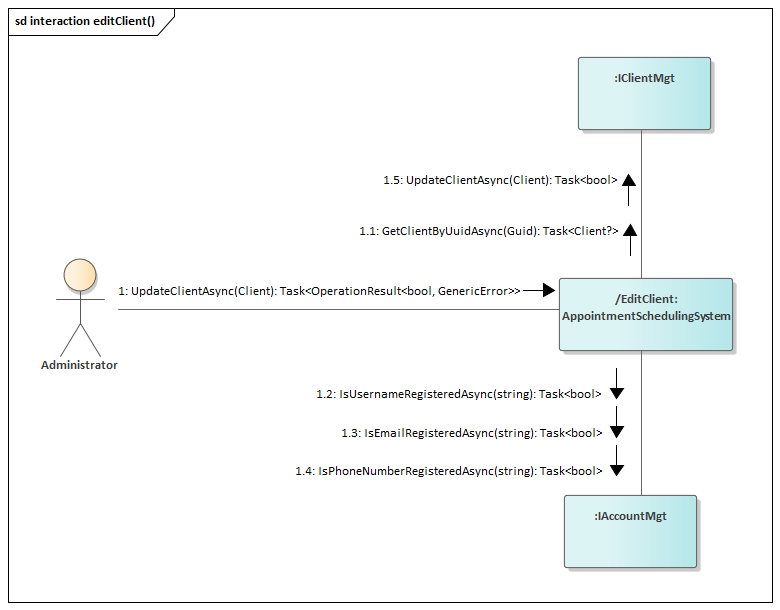 sd interaction editClient()
:IClientMgt
1.5: UpdateClientAsync(Client): Task<bool>
1.1: GetClientByUuidAsync(Guid): Task<Client?>
1: UpdateClientAsync(Client): Task<OperationResult<bool, GenericError>>
/EditClient:
AppointmentSchedulingSystem
Administrator
1.2: IsUsernameRegisteredAsync(string): Task<bool>
1.3: IsEmailRegisteredAsync(string): Task<bool>
1.4: IsPhoneNumberRegisteredAsync(string): Task<bool>
:IAccountMgt